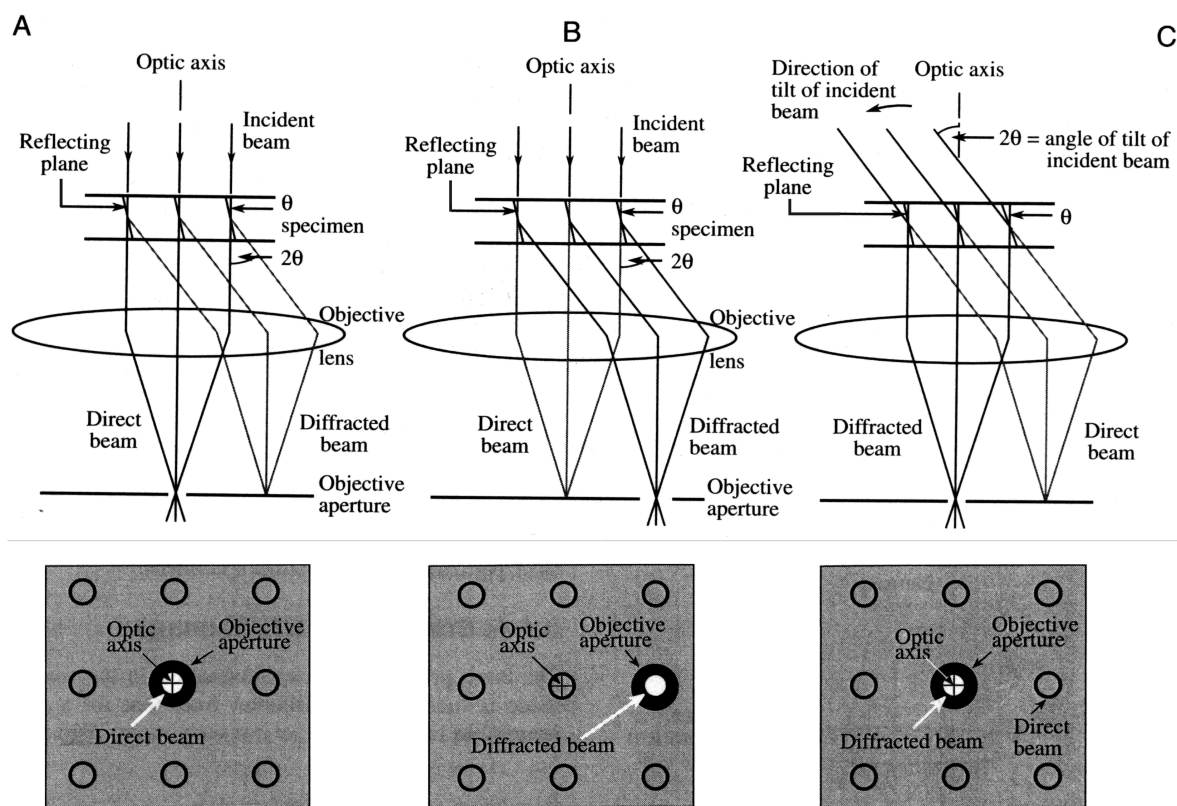 A
Optic axis
Incident
beam
Reflecting
plane
θ
specimen
2θ
Objective
lens
Direct
beam
Diffracted
beam
Objective
aperture
B
Optic axis
Incident
beam
Reflecting
plane
θ
specimen
2θ
Objective
lens
Direct
beam
Diffracted
beam
Objective
aperture
C
Direction of
tilt of incident
beam
Optic axis
2θ = angle of tilt of
incident beam
Reflecting
plane
θ
Diffracted
beam
Direct
beam
Optic
axis
Objective
aperture
Direct beam
Optic
axis
Objective
aperture
Diffracted beam
Optic
axis
Objective
aperture
Diffracted beam
Direct
beam